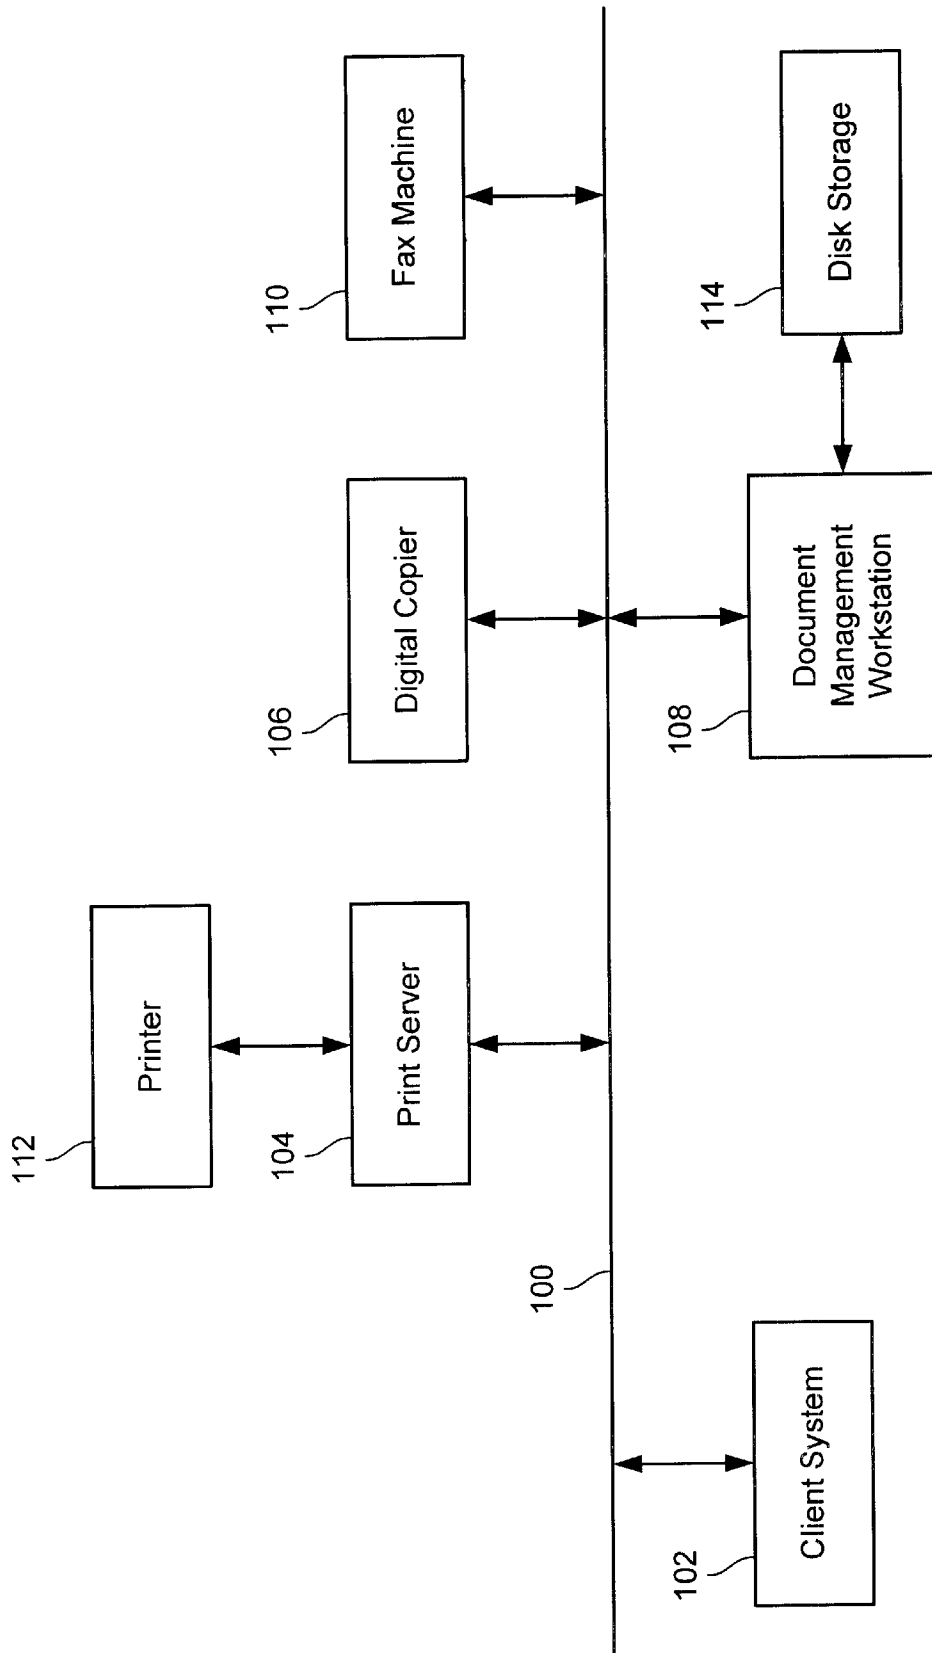 112
Printer
104
Print Server
106
Digital Copier
110
Fax Machine
100
102
Client System
108
Document
Management
Workstation
114
Disk Storage